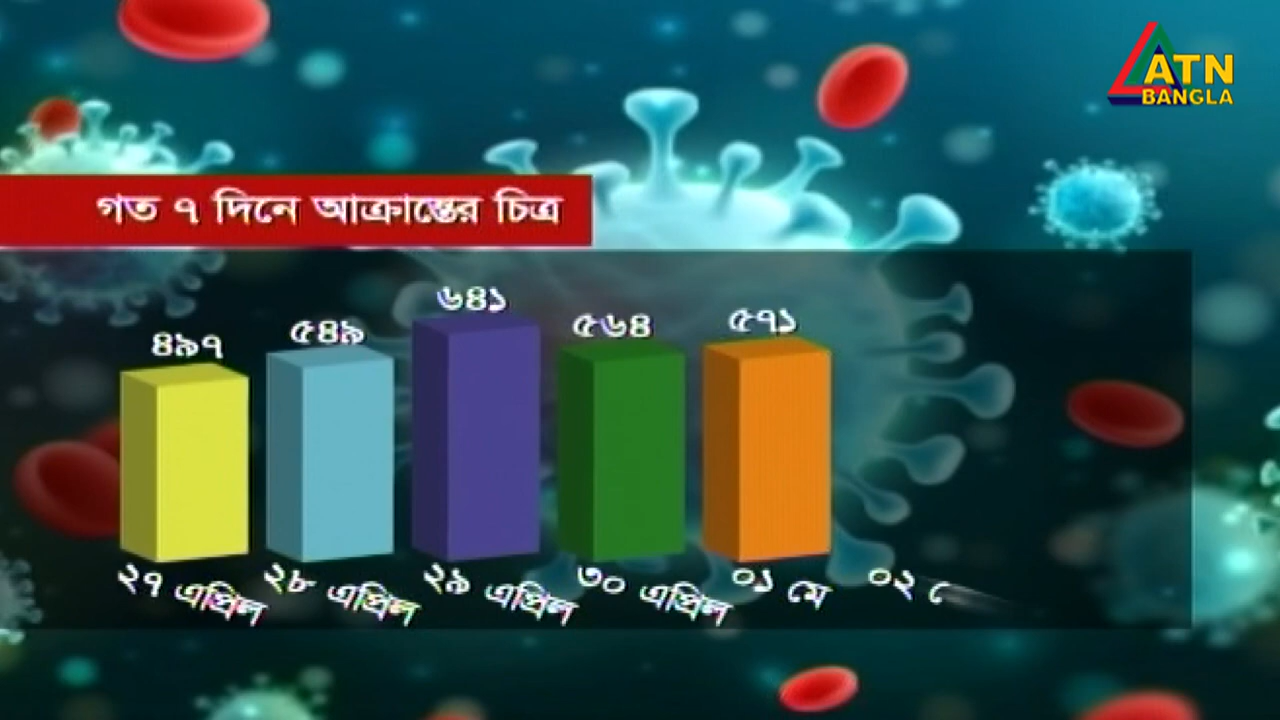 ATN
BANGLA
গত ৭ দিনে আক্রান্তের চিত্র
৪৯৭ ৫৪৯ ৬৪১ ৫৬৪ ৫৭১
২৭ এপ্রিল ২৮ এপ্রিল ২৯ এপ্রিল ৩০ এপ্রিল ০১ মে ০২